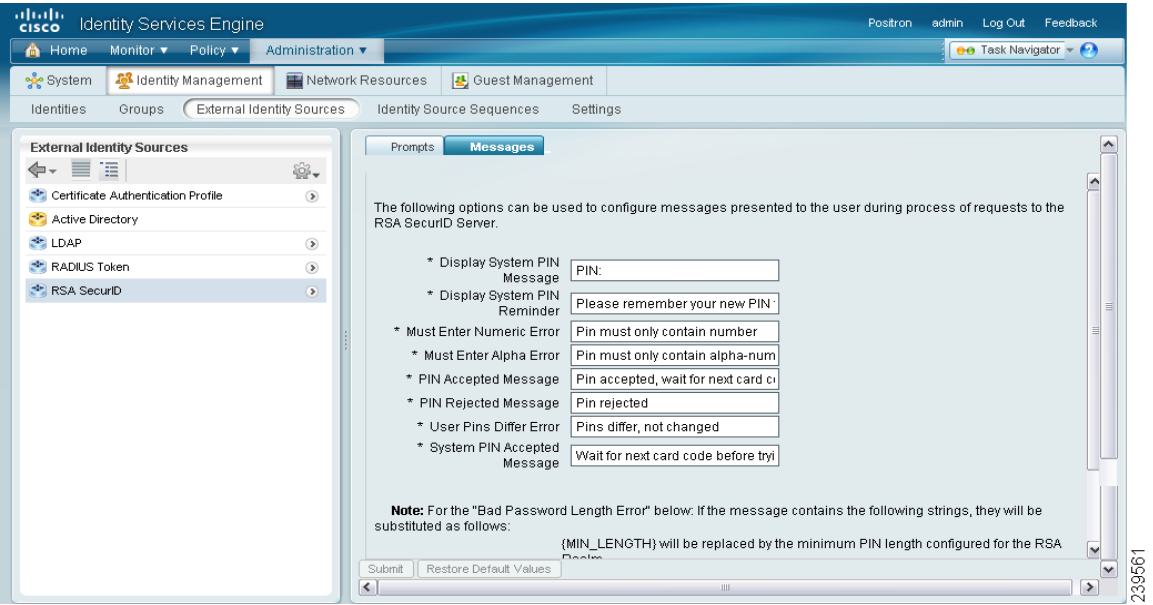 cisco Identity Services Engine
Positron admin Log Out Feedback
Home Monitor Policy Administration
Task Navigator
System Identity Management Network Resources Guest Management
Identities Groups External Identity Sources Identity Source Sequences Settings
External Identity Sources
Certificate Authentication Profile
Active Directory
LDAP
RADIUS Token
RSA SecurID
Prompts Messages
The following options can be used to configure messages presented to the user during process of requests to the
RSA SecurID Server.
* Display System PIN
Message
PIN:
* Display System PIN
Reminder
Please remember your new PIN
* Must Enter Numeric Error Pin must only contain number
* Must Enter Alpha Error Pin must only contain alpha-num
* PIN Accepted Message Pin accepted, wait for next card
* PIN Rejected Message Pin rejected
* User Pins Differ Error Pins differ, not changed
* System PIN Accepted
Message
Wait for next card code before tryi
Note: For the "Bad Password Length Error" below: If the message contains the following strings, they will be
substituted as follows:
{MIN_LENGTH} will be replaced by the minimum PIN length configured for the RSA
Submit Restore Default Values
239561